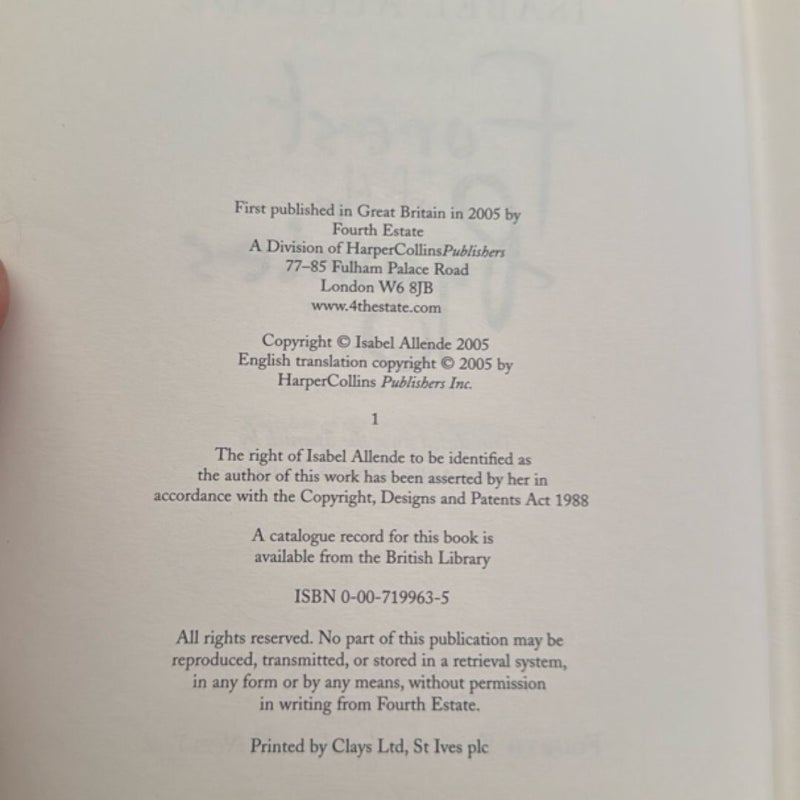 First published in Great Britain in 2005 by
Fourth Estate
A Division of HarperCollinsPublishers
77–85 Fulham Palace Road
London W6 8JB
www.4thestate.com
Copyright © Isabel Allende 2005
English translation copyright © 2005 by
HarperCollins Publishers Inc.
1
The right of Isabel Allende to be identified as
the author of this work has been asserted by her in
accordance with the Copyright, Designs and Patents Act 1988
A catalogue record for this book is
available from the British Library
ISBN 0-00-719963-5
All rights reserved. No part of this publication may be
reproduced, transmitted, or stored in a retrieval system,
in any form or by any means, without permission
in writing from Fourth Estate.
Printed by Clays Ltd, St Ives plc